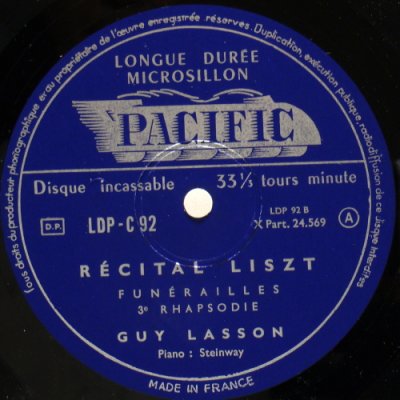 Tous droits du producteur phonographique et du propriétaire de l'œuvre enregistrée réservés. Duplication, exécution publique, radiodiffusion de ce disque interdites
LONGUE DURÉE
MICROSILLON
PACIFIC
Disque incassable 33⅓ tours minute
D.P. LDP-C 92
LDP 92 B
X Part. 24.569
A
RÉCITAL LISZT
FUNÉRAILLES
3e RHAPSODIE
GUY LASSON
Piano : Steinway
MADE IN FRANCE